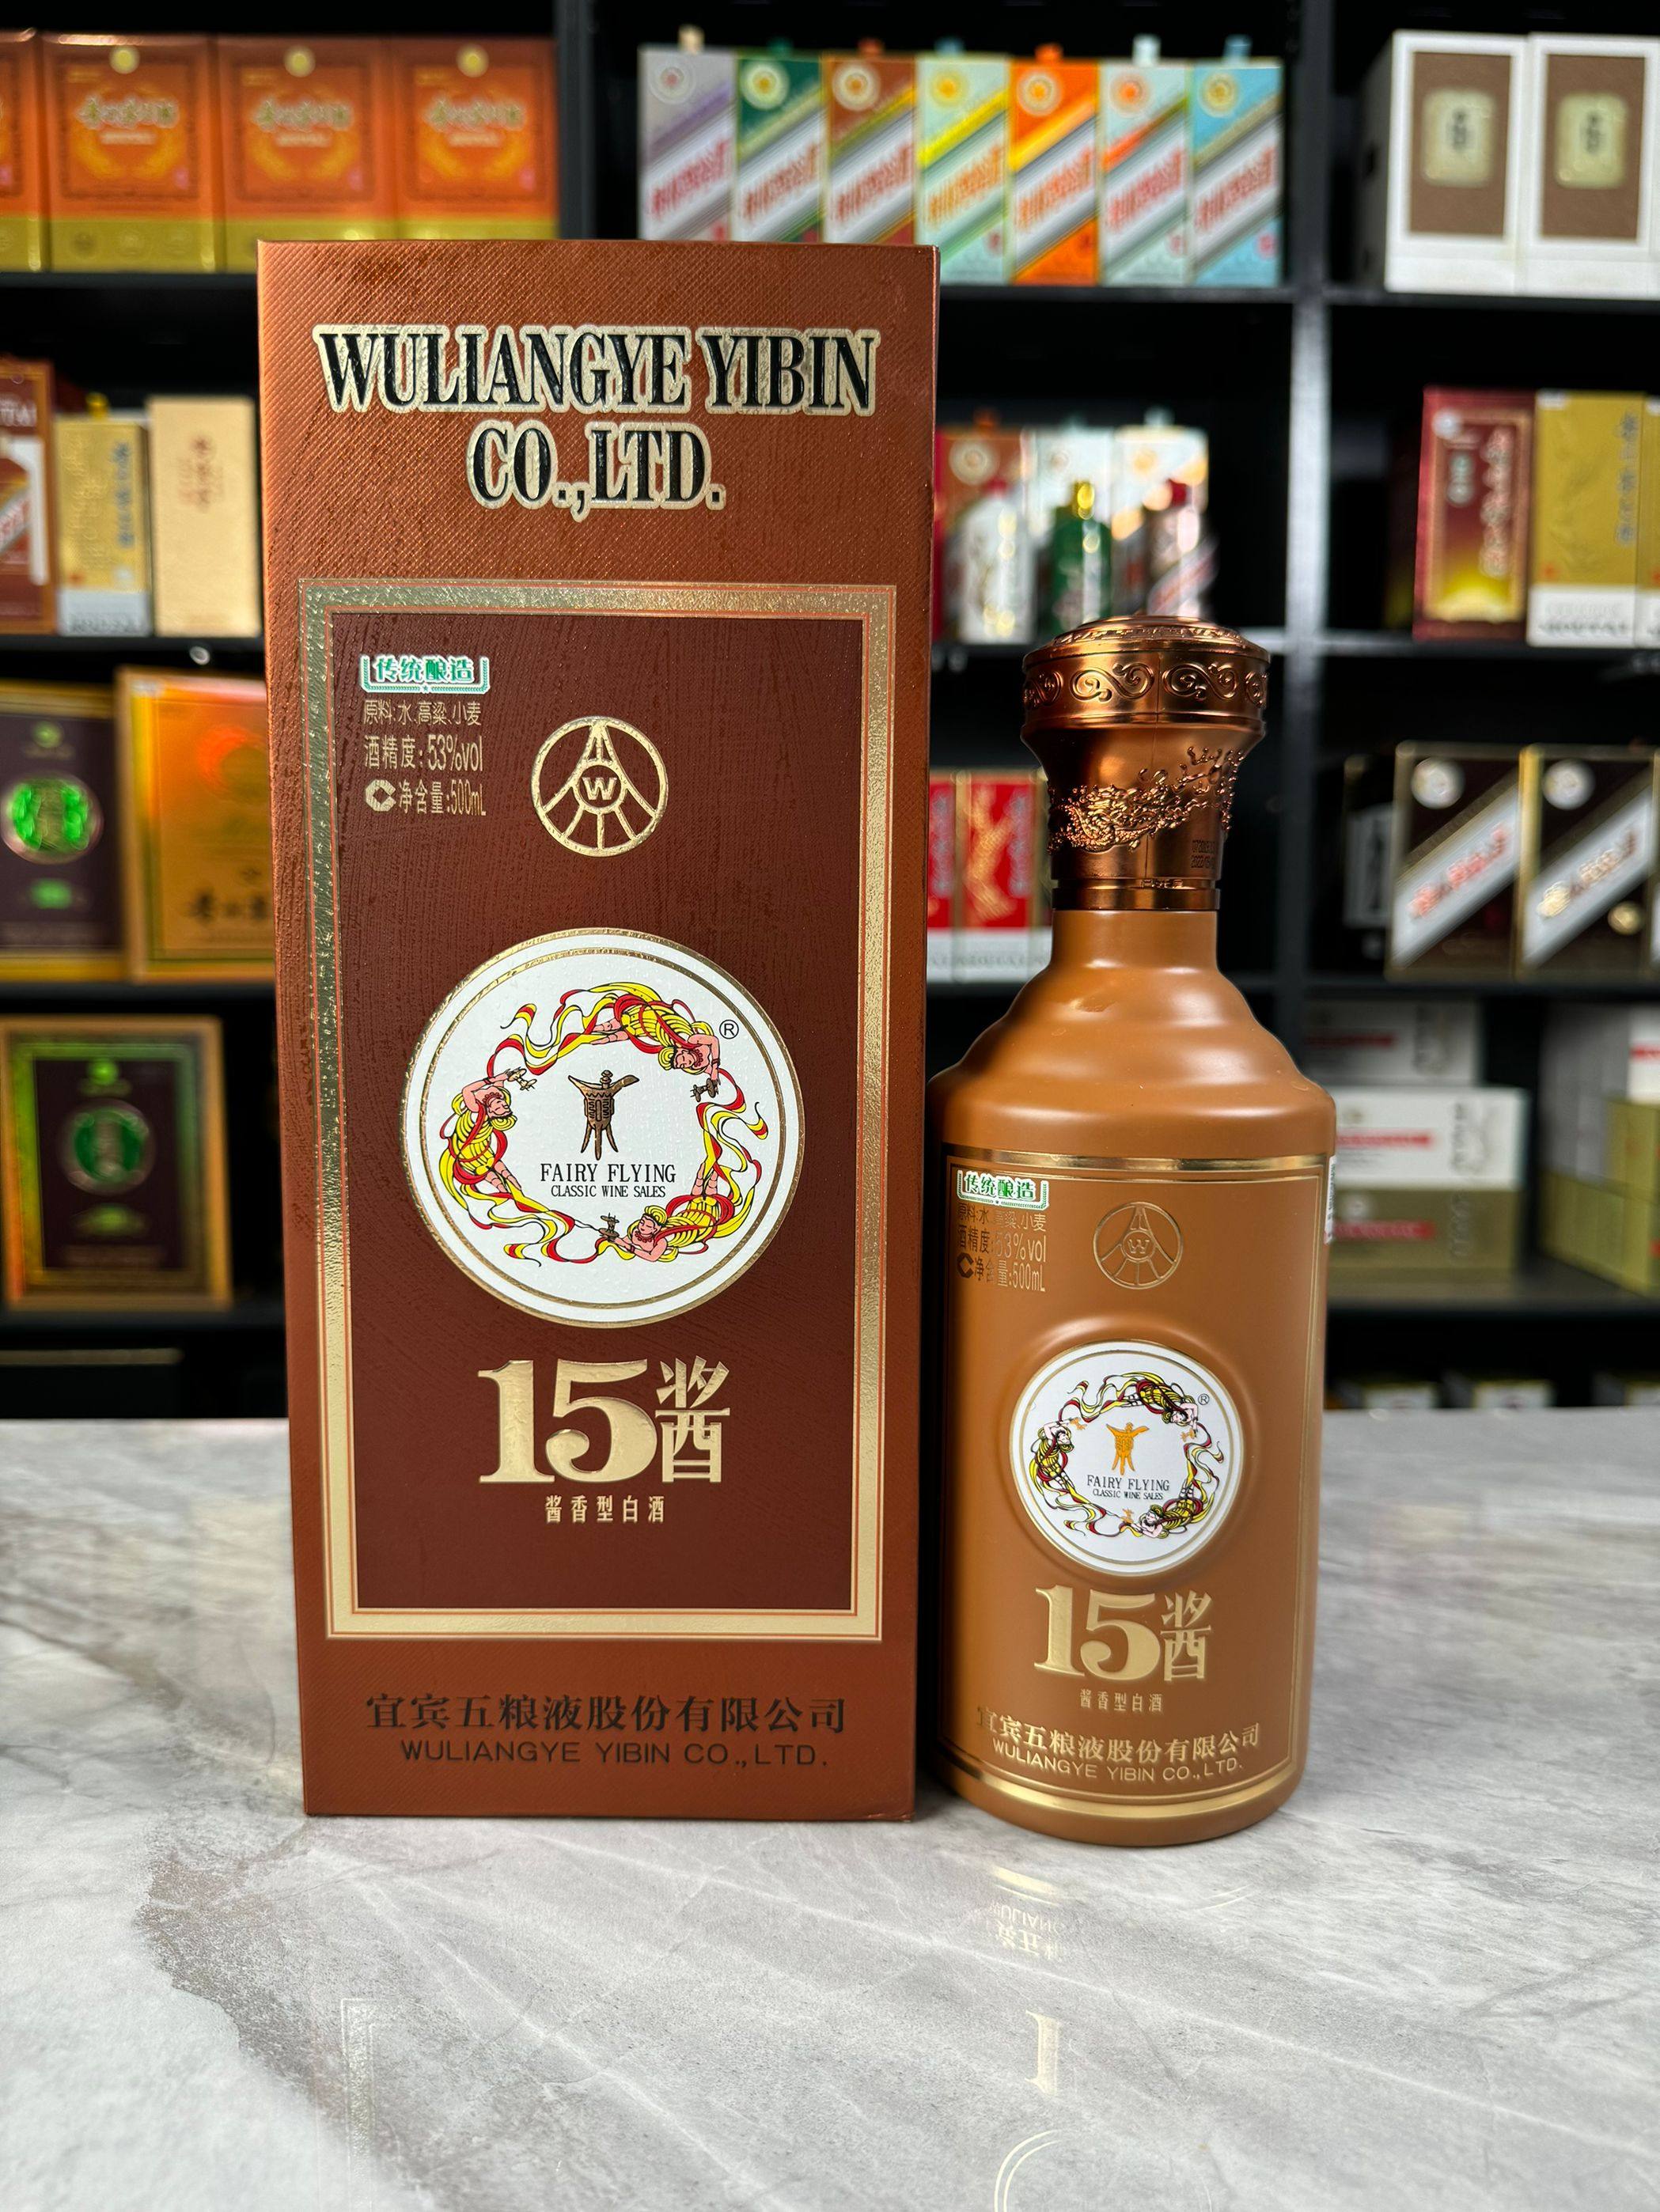 WULIANGYE YIBIN
CO.,LTD.
传统酿造
原料:水、高粱、小麦
酒精度:53%vol
净含量:500mL
W
®
FAIRY FLYING
CLASSIC WINE SALES
15酱
酱香型白酒
宜宾五粮液股份有限公司
WULIANGYE YIBIN CO.,LTD.
传统酿造
原料:水、高粱、小麦
酒精度:53%vol
净含量:500mL
W
®
FAIRY FLYING
CLASSIC WINE SALES
15酱
酱香型白酒
宜宾五粮液股份有限公司
WULIANGYE YIBIN CO.,LTD.